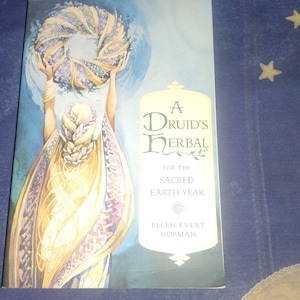 A
DRUID'S
HERBAL
FOR THE
SACRED
EARTH YEAR
ELLEN EVERT
HOPMAN